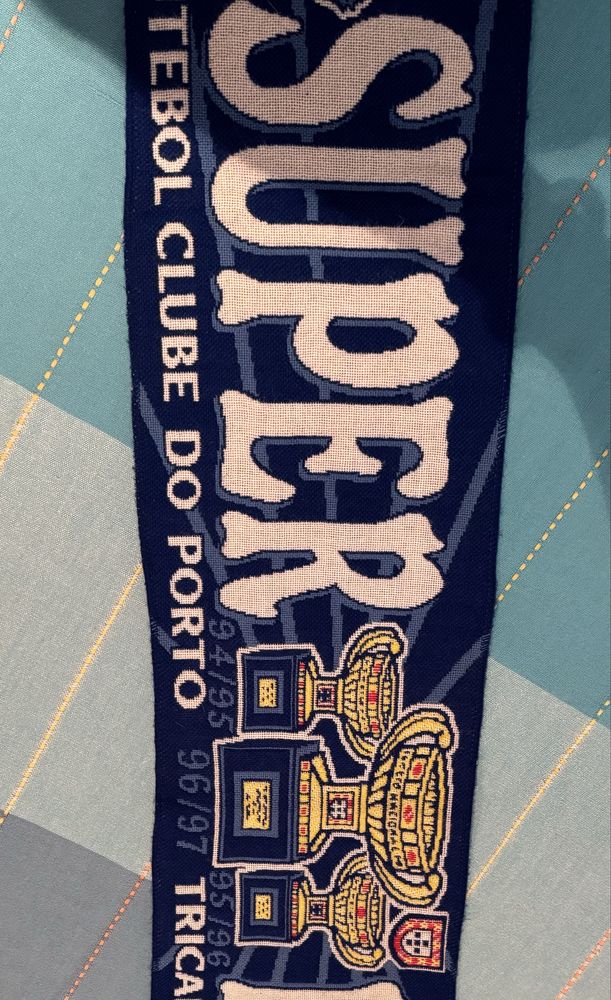 SUPER
94/95
96/97
95/96
TEBOL CLUBE DO PORTO TRICA